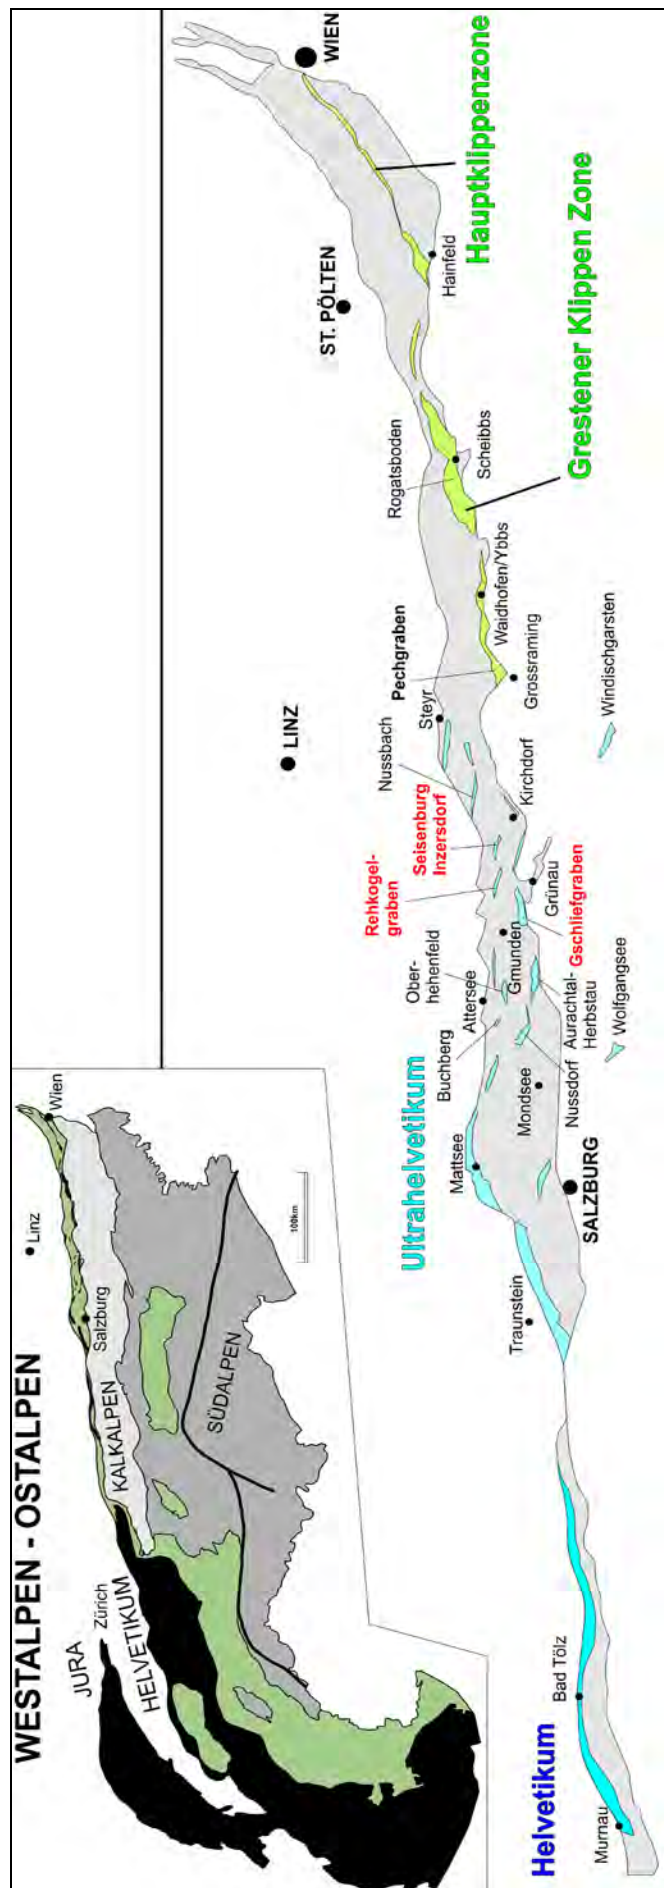 WESTALPEN - OSTALPEN
JURA
Zürich
HELVETIKUM
KALKALPEN
Salzburg
Linz
Wien
SÜDALPEN
100km
Helvetikum
Murnau
Bad Tölz
Traunstein
Ultrahelvetikum
Mattsee
SALZBURG
Mondsee
Buchberg
Nussdorf
Wolfgangsee
Attersee
Ober-
hehenfeld
Aurachtal-
Herbstau
Gmunden
Gschliefgraben
Rehkogel-
graben
Grünau
Seisenburg
Inzersdorf
Kirchdorf
Nussbach
LINZ
Steyr
Windischgarsten
Pechgraben
Grossraming
Waidhofen/Ybbs
Rogatsboden
Scheibbs
Grestener Klippen Zone
ST. PÖLTEN
Hainfeld
Hauptklippenzone
WIEN